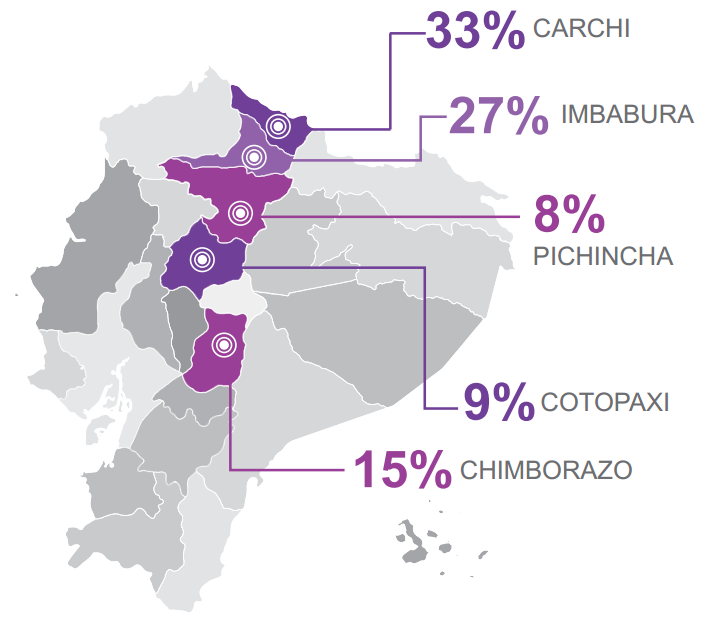 33% CARCHI
27% IMBABURA
8%
PICHINCHA
9% COTOPAXI
15% CHIMBORAZO